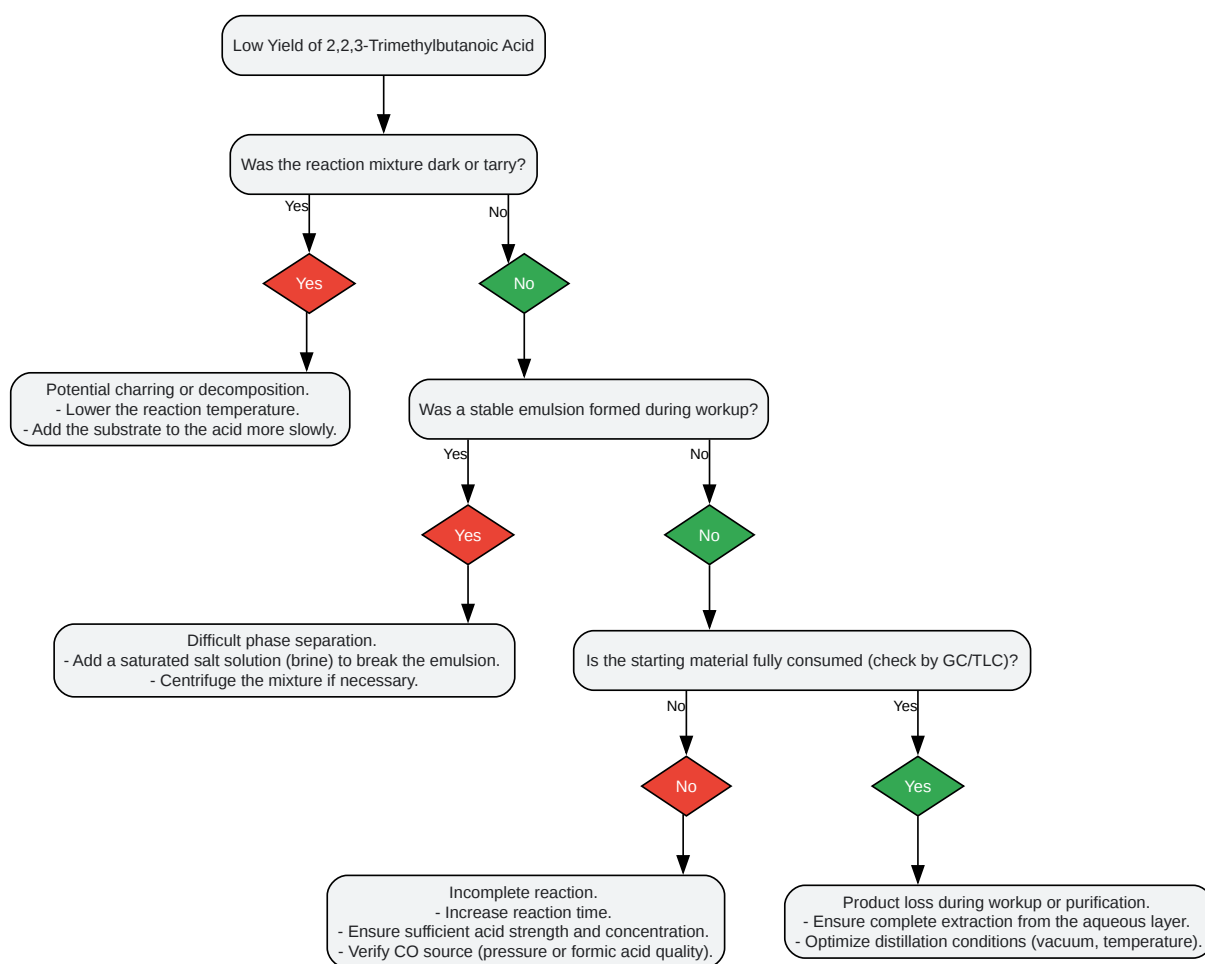 Low Yield of 2,2,3-Trimethylbutanoic Acid
Was the reaction mixture dark or tarry?
Yes
No
Yes
No
Potential charring or decomposition.
- Lower the reaction temperature.
- Add the substrate to the acid more slowly.
Was a stable emulsion formed during workup?
Yes
No
Yes
No
Difficult phase separation.
- Add a saturated salt solution (brine) to break the emulsion.
- Centrifuge the mixture if necessary.
Is the starting material fully consumed (check by GC/TLC)?
No
Yes
No
Yes
Incomplete reaction.
- Increase reaction time.
- Ensure sufficient acid strength and concentration.
- Verify CO source (pressure or formic acid quality).
Product loss during workup or purification.
- Ensure complete extraction from the aqueous layer.
- Optimize distillation conditions (vacuum, temperature).